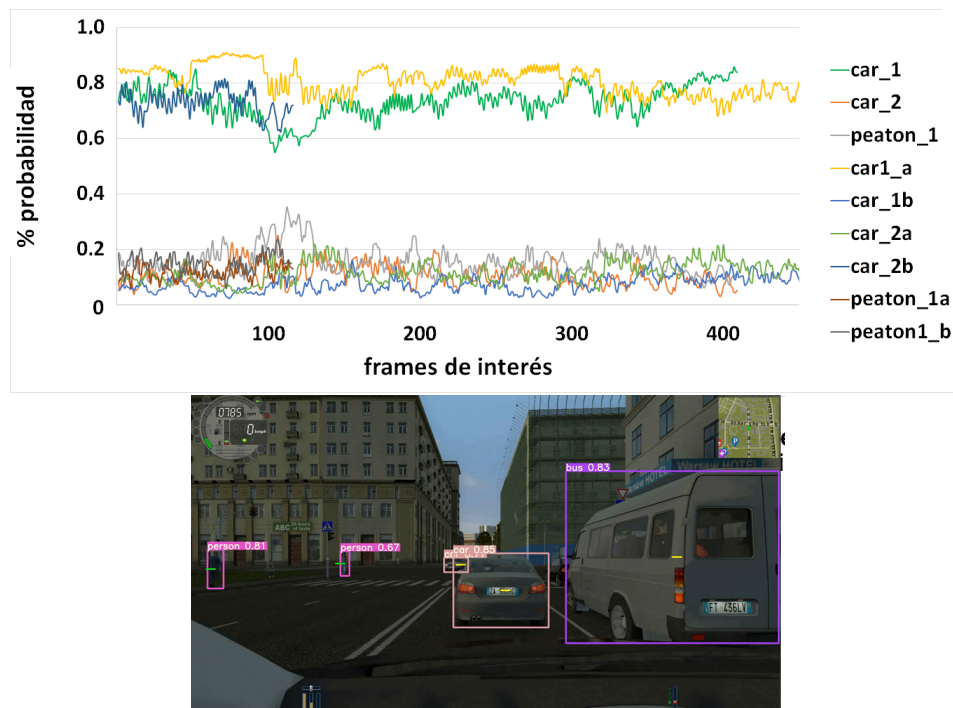 1.0
0.8
0.6
0.4
0.2
0
% probabilidad
100
200
300
400
frames de interés
car_1
car_2
peaton_1
car1_a
car_1b
car_2a
car_2b
peaton_1a
peaton1_b
0785
0
bus 0.83
HOTEL
ABC
person 0.81
person 0.67
car 0.85
FT 436LV
P